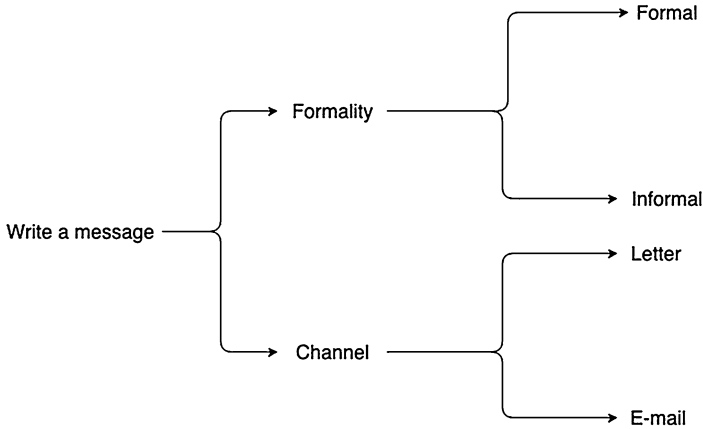 Formal
Formality
Informal
Write a message
Letter
Channel
E-mail